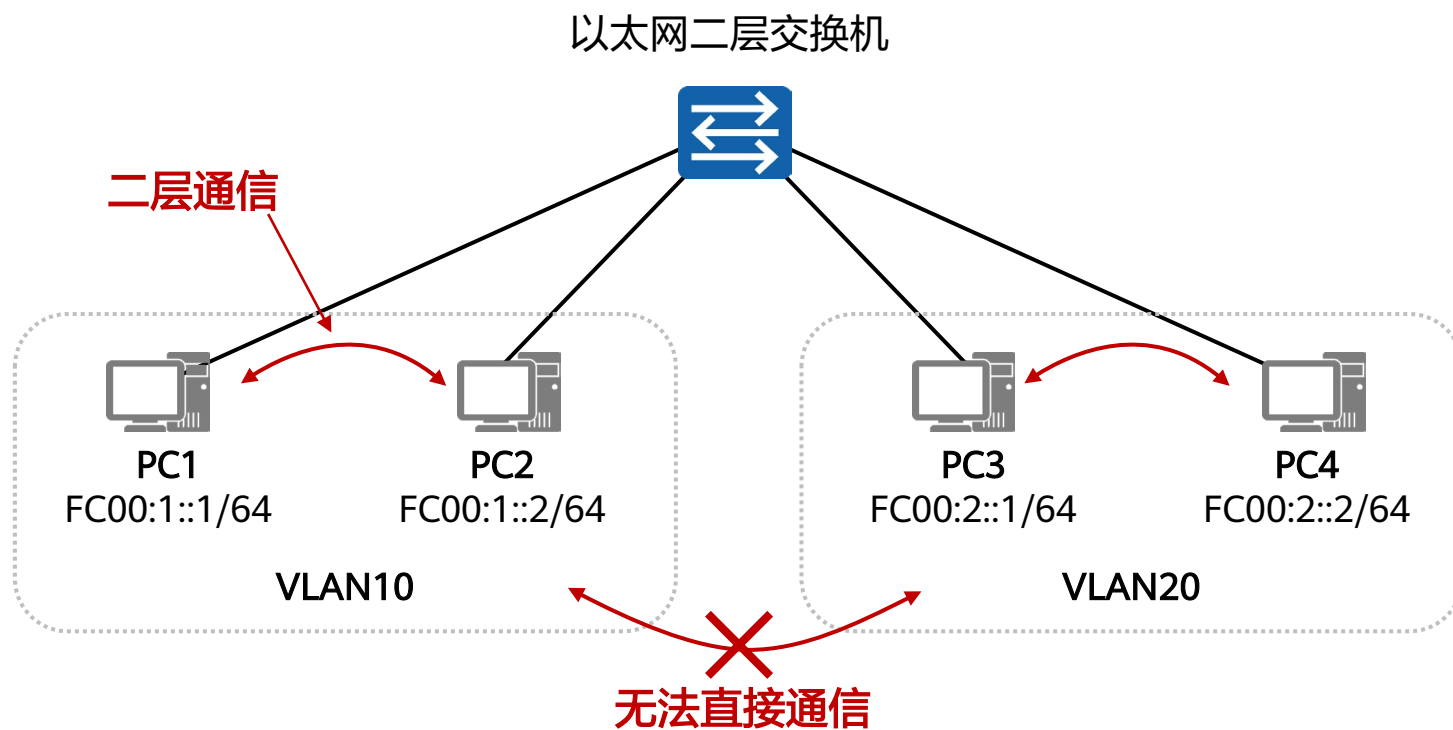 以太网二层交换机
二层通信
PC1
FC00:1::1/64
PC2
FC00:1::2/64
VLAN10
PC3
FC00:2::1/64
PC4
FC00:2::2/64
VLAN20
无法直接通信